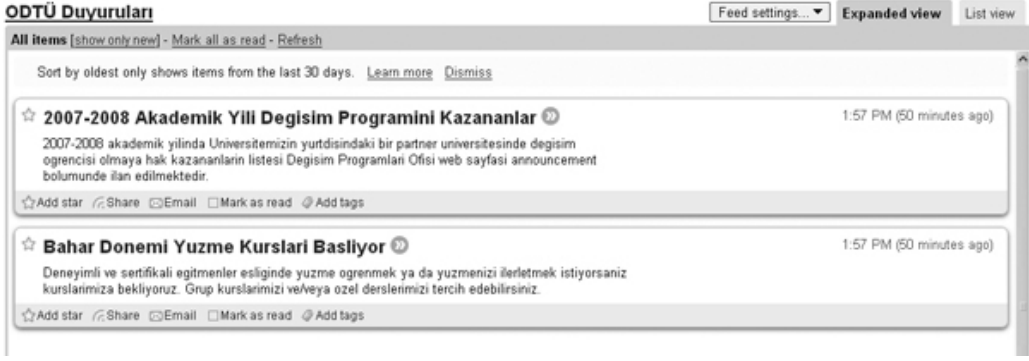 ODTÜ Duyuruları
Feed settings... Expanded view List view
All items [show only new] - Mark all as read - Refresh
Sort by oldest only shows items from the last 30 days. Learn more Dismiss
2007-2008 Akademik Yili Degisim Programini Kazananlar 1:57 PM (50 minutes ago)
2007-2008 akademik yilinda Universitemizin yurtdisindaki bir partner universitesinde degisim
ogrencisi olmaya hak kazananlarin listesi Degisim Programlari Ofisi web sayfasi announcement
bolumunde ilan edilmektedir.
Add star Share Email Mark as read Add tags
Bahar Donemi Yuzme Kurslari Basliyor 1:57 PM (50 minutes ago)
Deneyimli ve sertifikali egitmenler esliginde yuzme ogrenmek ya da yuzmenizi ilerletmek istiyorsaniz
kurslarimiza bekliyoruz. Grup kurslarimizi ve/veya ozel derslerimizi tercih edebilirsiniz.
Add star Share Email Mark as read Add tags